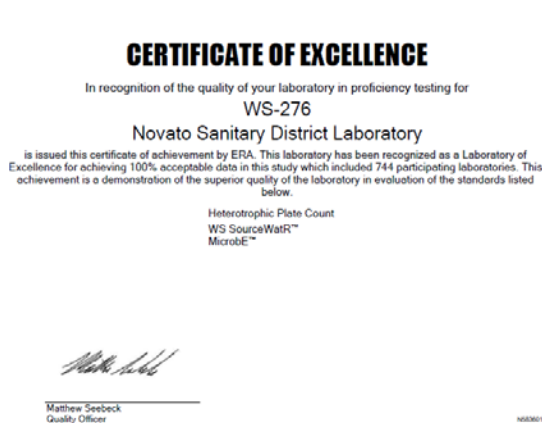 CERTIFICATE OF EXCELLENCE
In recognition of the quality of your laboratory in proficiency testing for
WS-276
Novato Sanitary District Laboratory
is issued this certificate of achievement by ERA. This laboratory has been recognized as a Laboratory of
Excellence for achieving 100% acceptable data in this study which included 744 participating laboratories. This
achievement is a demonstration of the superior quality of the laboratory in evaluation of the standards listed
below.
Heterotrophic Plate Count
WS SourceWatR™
MicrobE™
Matthew Seebeck
Quality Officer